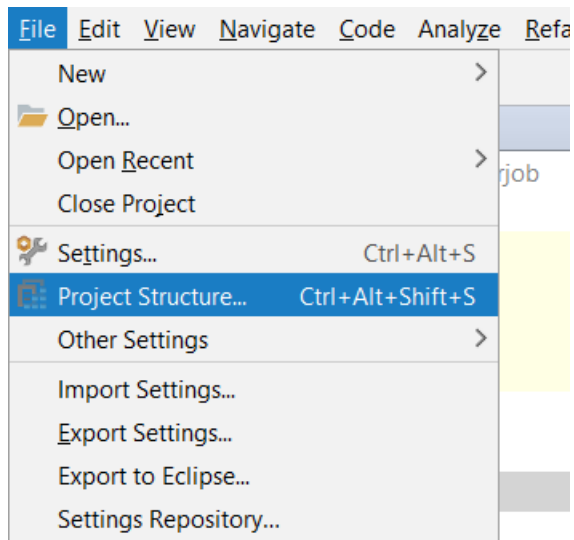 File Edit View Navigate Code Analyze Refa
New
Open...
Open Recent
rjob
Close Project
Settings... Ctrl+Alt+S
Project Structure... Ctrl+Alt+Shift+S
Other Settings
Import Settings...
Export Settings...
Export to Eclipse...
Settings Repository...